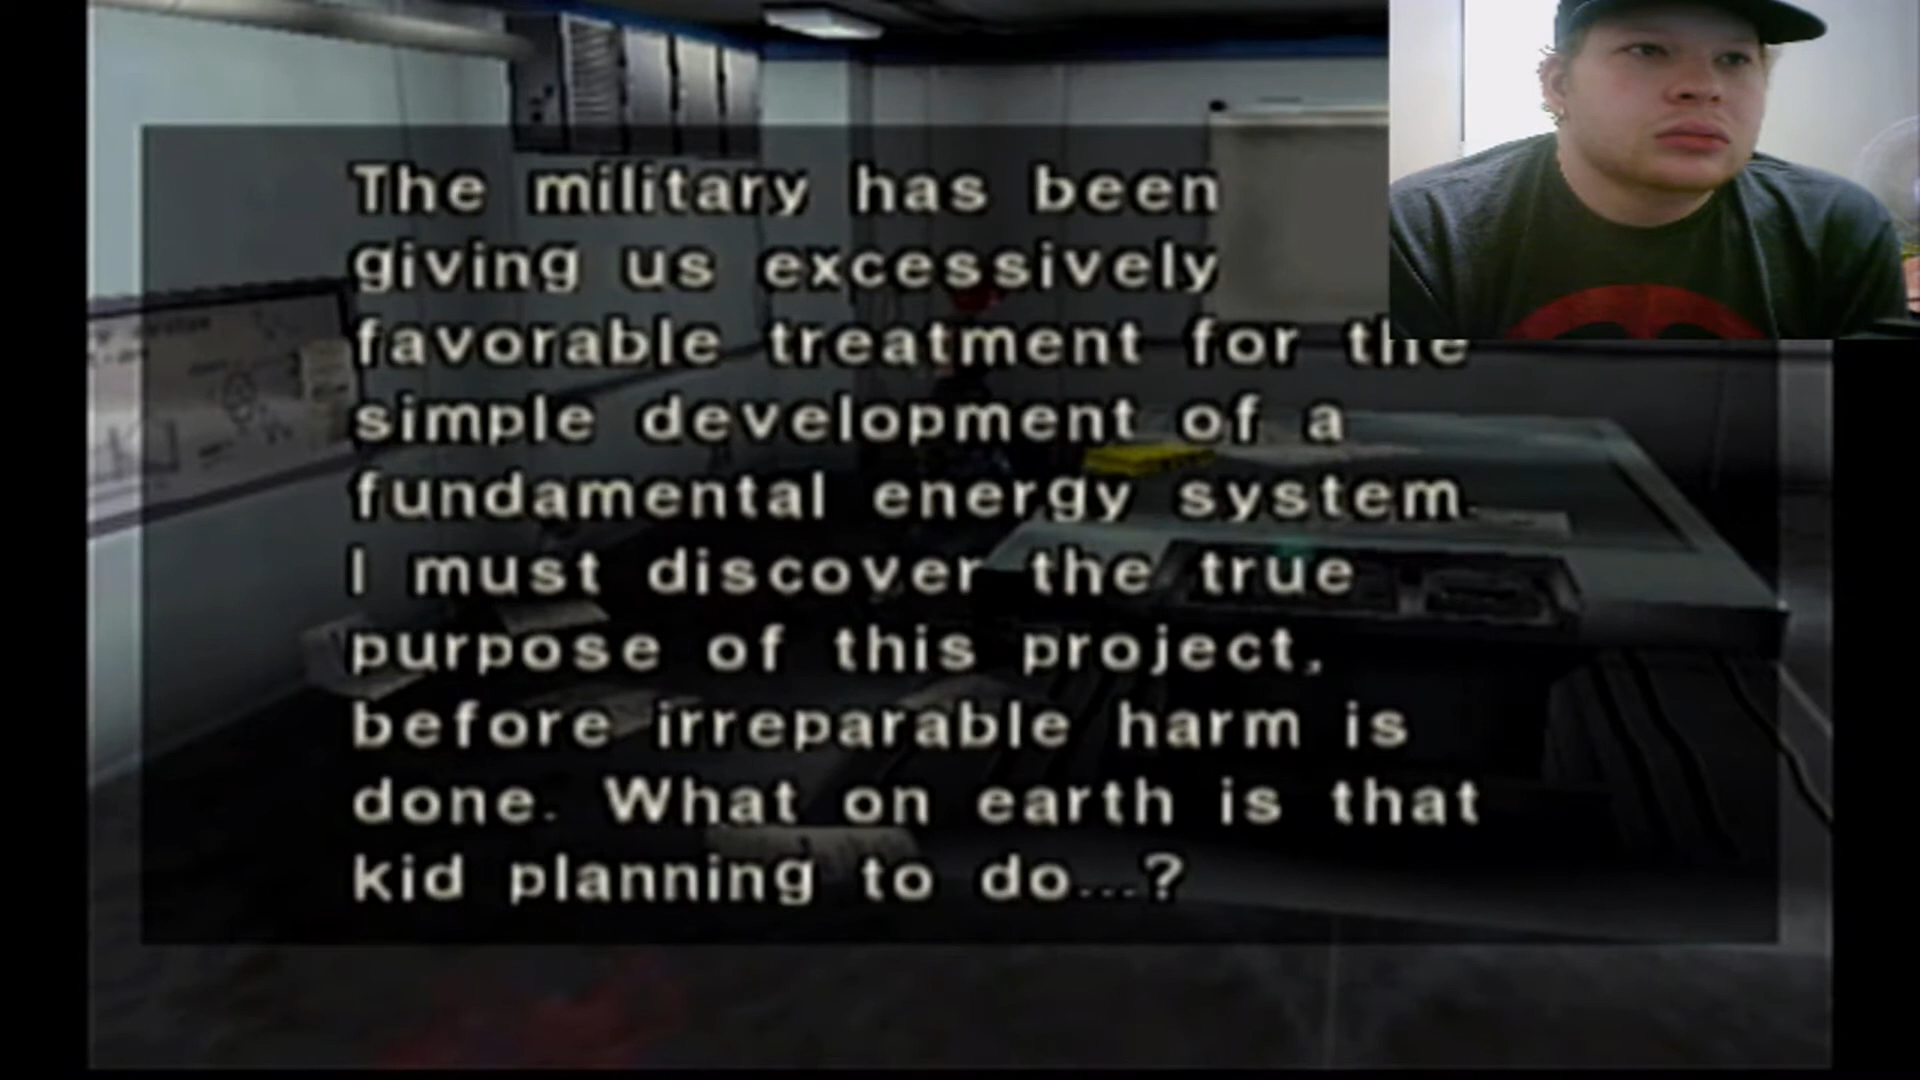 The military has been
giving us excessively
favorable treatment for the
simple development of a
fundamental energy system.
I must discover the true
purpose of this project,
before irreparable harm is
done. What on earth is that
kid planning to do...?